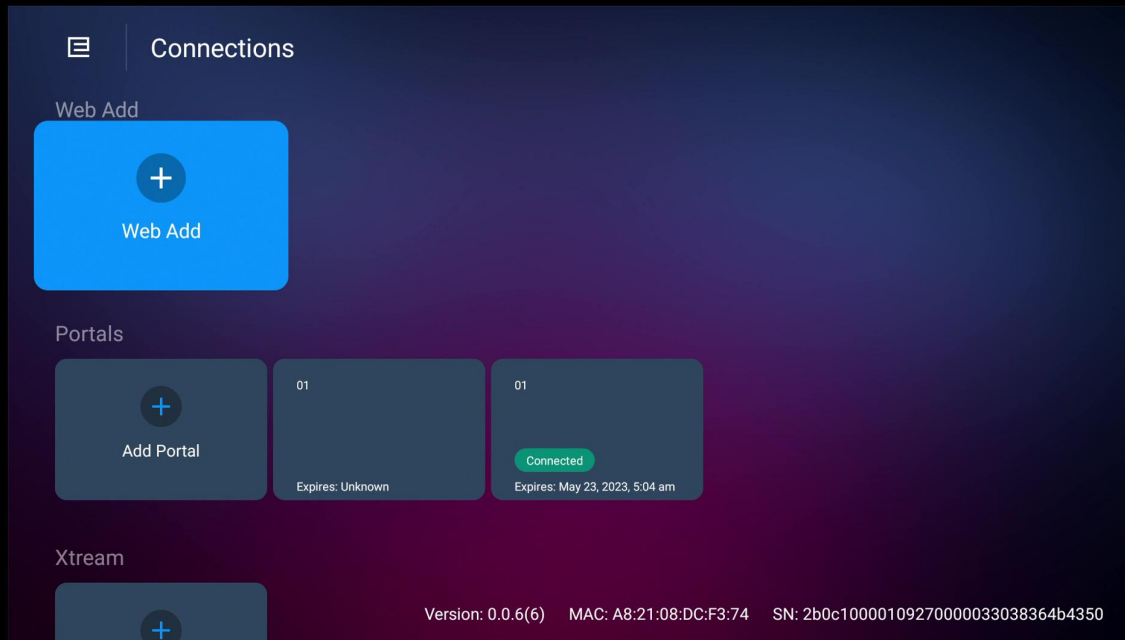 Connections
Web Add
Web Add
Portals
Add Portal
01
Expires: Unknown
01
Connected
Expires: May 23, 2023, 5:04 am
Xtream
Version: 0.0.6(6) MAC: A8:21:08:DC:F3:74 SN: 2b0c10000109270000033038364b4350